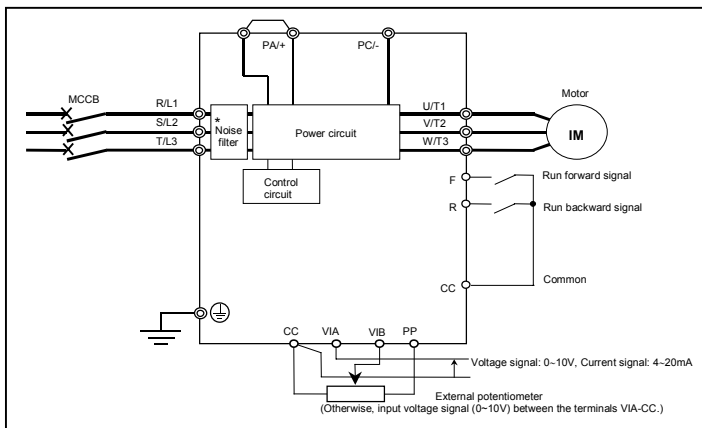 PA/+
PC/-
MCCB
R/L1
S/L2
T/L3
*
Noise
filter
Power circuit
Control
circuit
U/T1
V/T2
W/T3
Motor
IM
F
Run forward signal
R
Run backward signal
CC
Common
CC
VIA
VIB
PP
Voltage signal: 0~10V, Current signal: 4~20mA
External potentiometer
(Otherwise, input voltage signal (0~10V) between the terminals VIA-CC.)